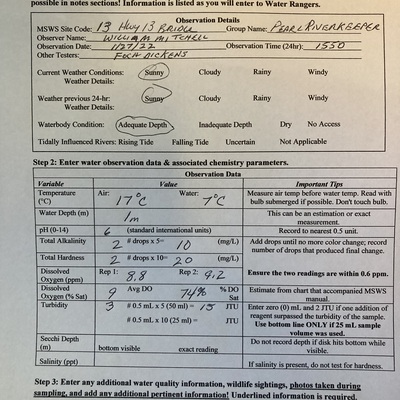 possible in notes sections! Information is listed as you will enter to Water Rangers.
Observation Details
MSWS Site Code: 13 Hwy 13 BRIDGE Group Name: PEARL RIVERKEEPER
Observer Name: WILLIAM MITCHELL
Observation Date: 1/27/22 Observation Time (24hr): 1550
Other Testers: DICKENS
Current Weather Conditions: Sunny Cloudy Rainy Windy
Weather Details:
Weather previous 24-hr: Sunny Cloudy Rainy Windy
Weather Details:
Waterbody Condition: Adequate Depth Inadequate Depth Dry No Access
Tidally Influenced Rivers: Rising Tide Falling Tide Uncertain Not Applicable
Step 2: Enter water observation data & associated chemistry parameters.
Observation Data
Variable Value Important Tips
Temperature (°C) Air: 17°C Water: 7°C Measure air temp before water temp. Read with bulb submerged if possible. Don't touch bulb.
Water Depth (m) 1m This can be an estimation or exact measurement.
pH (0-14) 6 (standard international units) Record to nearest 0.5 unit.
Total Alkalinity 2 # drops x 5= 10 (mg/L) Add drops until no more color change; record number of drops that produced final change.
Total Hardness 2 # drops x 10= 20 (mg/L)
Dissolved Oxygen (ppm) Rep 1: 8.8 Rep 2: 9.2 Ensure the two readings are within 0.6 ppm.
Dissolved Oxygen (% Sat) 9 Avg DO 74% % DO Sat Estimate from chart that accompanied MSWS manual.
Turbidity 3 # 0.5 mL x 5 (50 ml) = 15 JTU Enter zero (0) mL and 2 JTU if one addition of reagent surpassed the turbidity of the sample.
# 0.5 mL x 10 (25 ml) = JTU Use bottom line ONLY if 25 mL sample volume was used.
Secchi Depth (m) bottom visible exact reading Do not record depth if disk hits bottom while visible.
Salinity (ppt) If salinity is present, do not test for hardness.
Step 3: Enter any additional water quality information, wildlife sightings, photos taken during
sampling, and add any additional pertinent information! Underlined information is required.